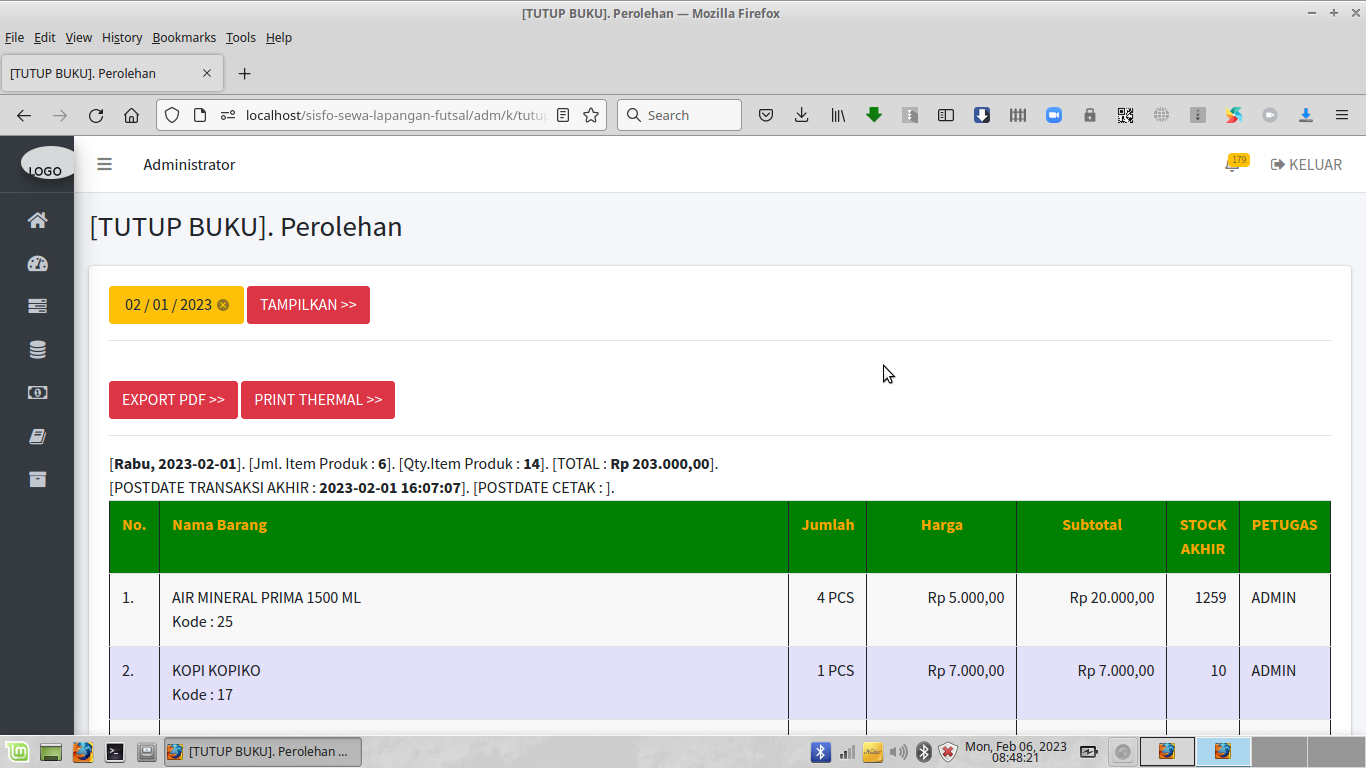 [TUTUP BUKU]. Perolehan — Mozilla Firefox
File Edit View History Bookmarks Tools Help
[TUTUP BUKU]. Perolehan
localhost/sisfo-sewa-lapangan-futsal/adm/k/tutup
Search
LOGO
Administrator
179
KELUAR
[TUTUP BUKU]. Perolehan
02 / 01 / 2023
TAMPILKAN >>
EXPORT PDF >>
PRINT THERMAL >>
[Rabu, 2023-02-01]. [Jml. Item Produk : 6]. [Qty.Item Produk : 14]. [TOTAL : Rp 203.000,00].
[POSTDATE TRANSAKSI AKHIR : 2023-02-01 16:07:07]. [POSTDATE CETAK : ].
No. Nama Barang Jumlah Harga Subtotal STOCK AKHIR PETUGAS
1. AIR MINERAL PRIMA 1500 ML 4 PCS Rp 5.000,00 Rp 20.000,00 1259 ADMIN
Kode : 25
2. KOPI KOPIKO 1 PCS Rp 7.000,00 Rp 7.000,00 10 ADMIN
Kode : 17
[TUTUP BUKU]. Perolehan ...
Mon, Feb 06, 2023
08:48:21